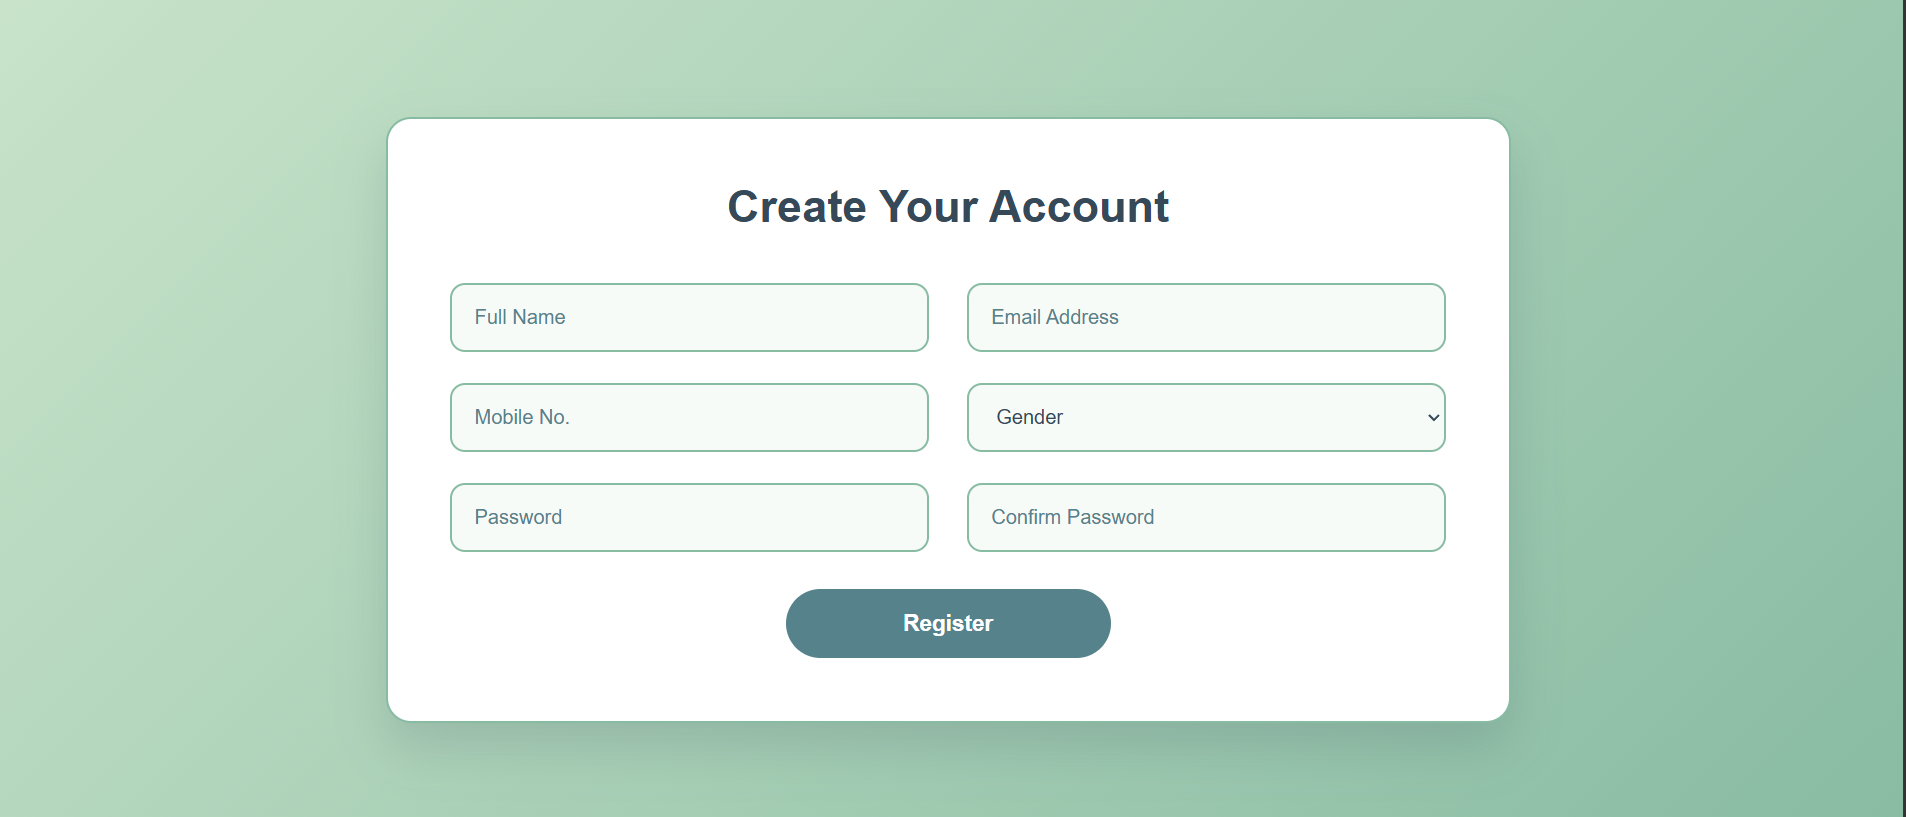 Create Your Account
Full Name
Email Address
Mobile No.
Gender
Password
Confirm Password
Register